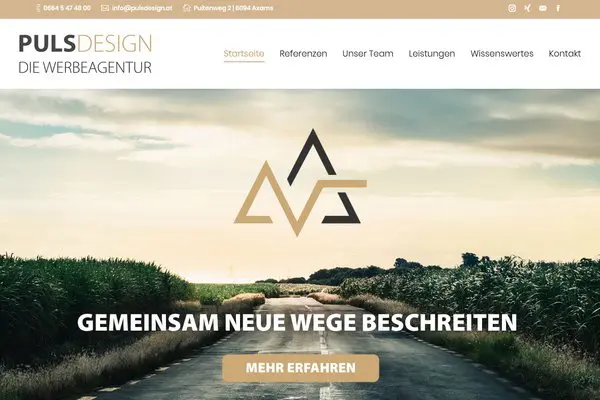 0664 5 47 48 00 info@pulsdesign.at Pulterweg 2 | 6094 Axams
PULSDESIGN
DIE WERBEAGENTUR
Startseite Referenzen Unser Team Leistungen Wissenswertes Kontakt
GEMEINSAM NEUE WEGE BESCHREITEN
MEHR ERFAHREN